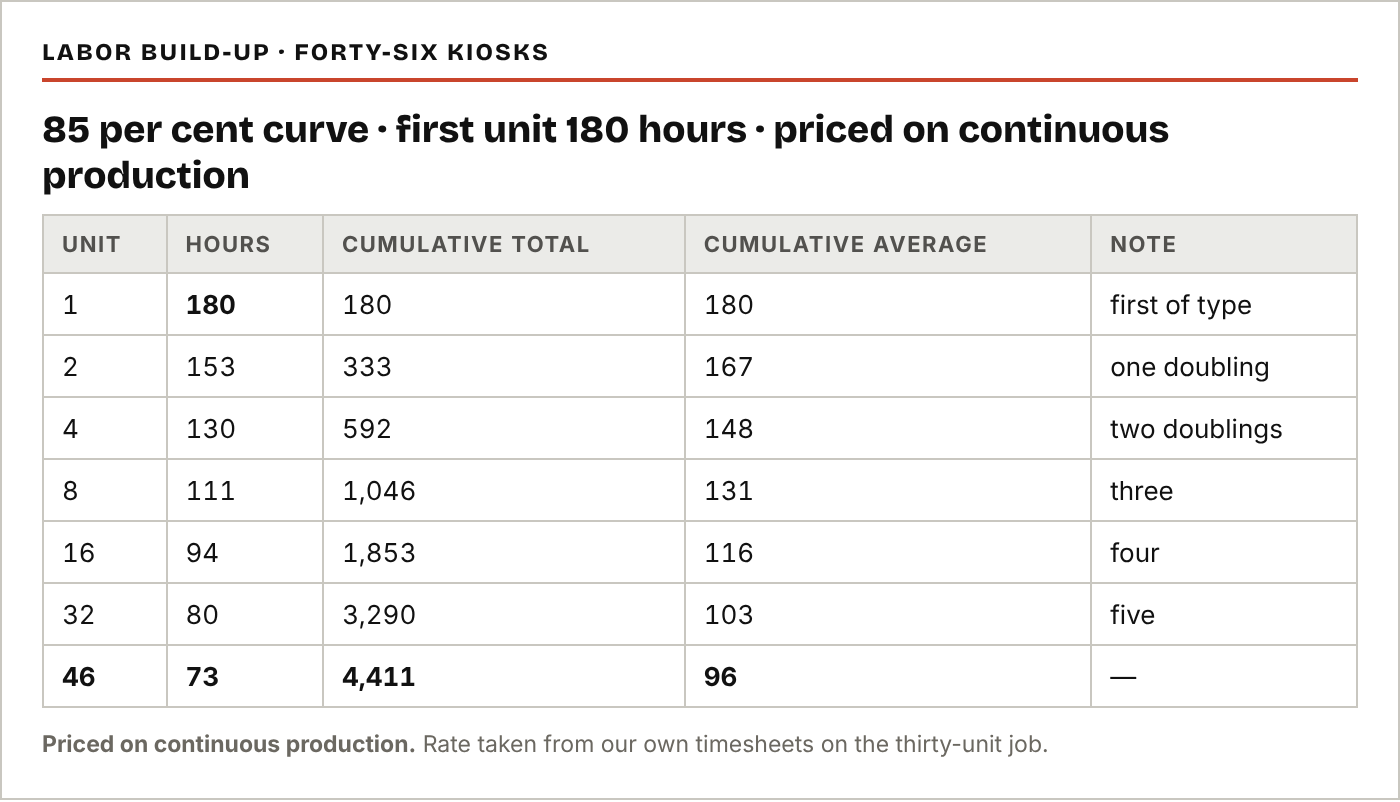 LABOR BUILD-UP · FORTY-SIX KIOSKS
85 per cent curve · first unit 180 hours · priced on continuous
production
UNIT HOURS CUMULATIVE TOTAL CUMULATIVE AVERAGE NOTE
1 180 180 180 first of type
2 153 333 167 one doubling
4 130 592 148 two doublings
8 111 1,046 131 three
16 94 1,853 116 four
32 80 3,290 103 five
46 73 4,411 96 —
Priced on continuous production. Rate taken from our own timesheets on the thirty-unit job.